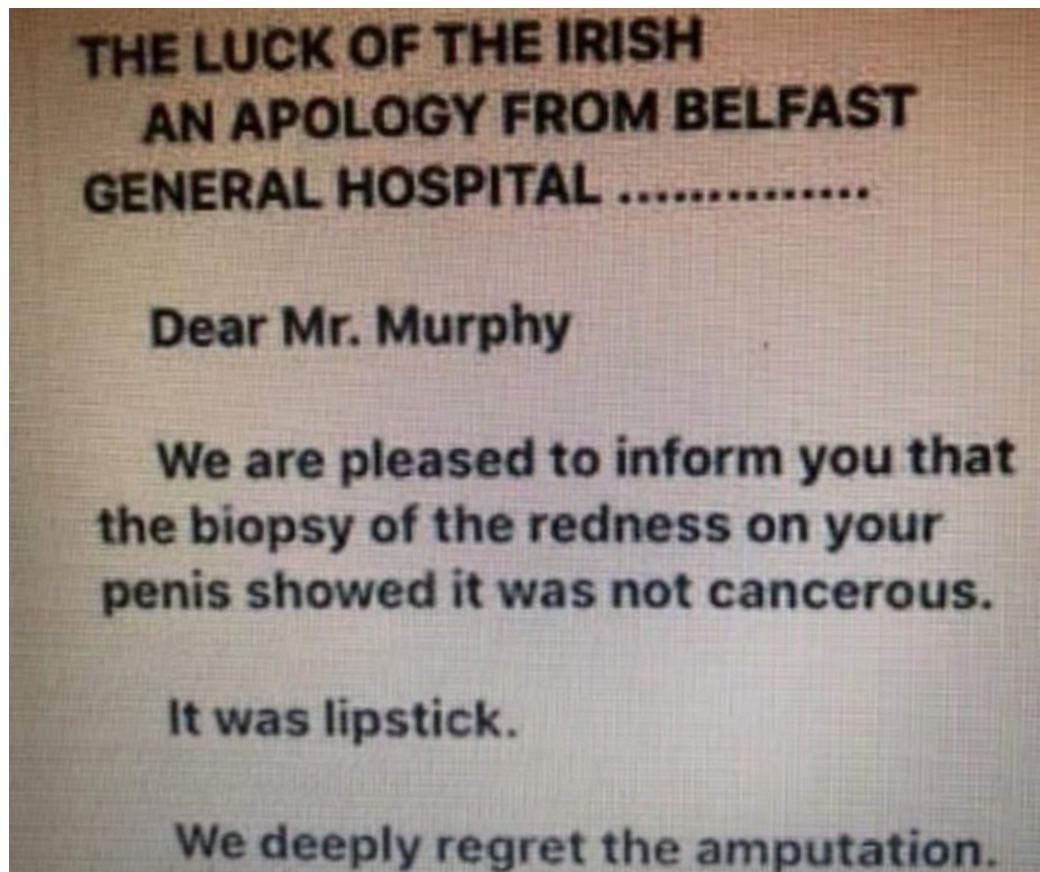 THE LUCK OF THE IRISH
AN APOLOGY FROM BELFAST
GENERAL HOSPITAL ..............
Dear Mr. Murphy
We are pleased to inform you that
the biopsy of the redness on your
penis showed it was not cancerous.
It was lipstick.
We deeply regret the amputation.